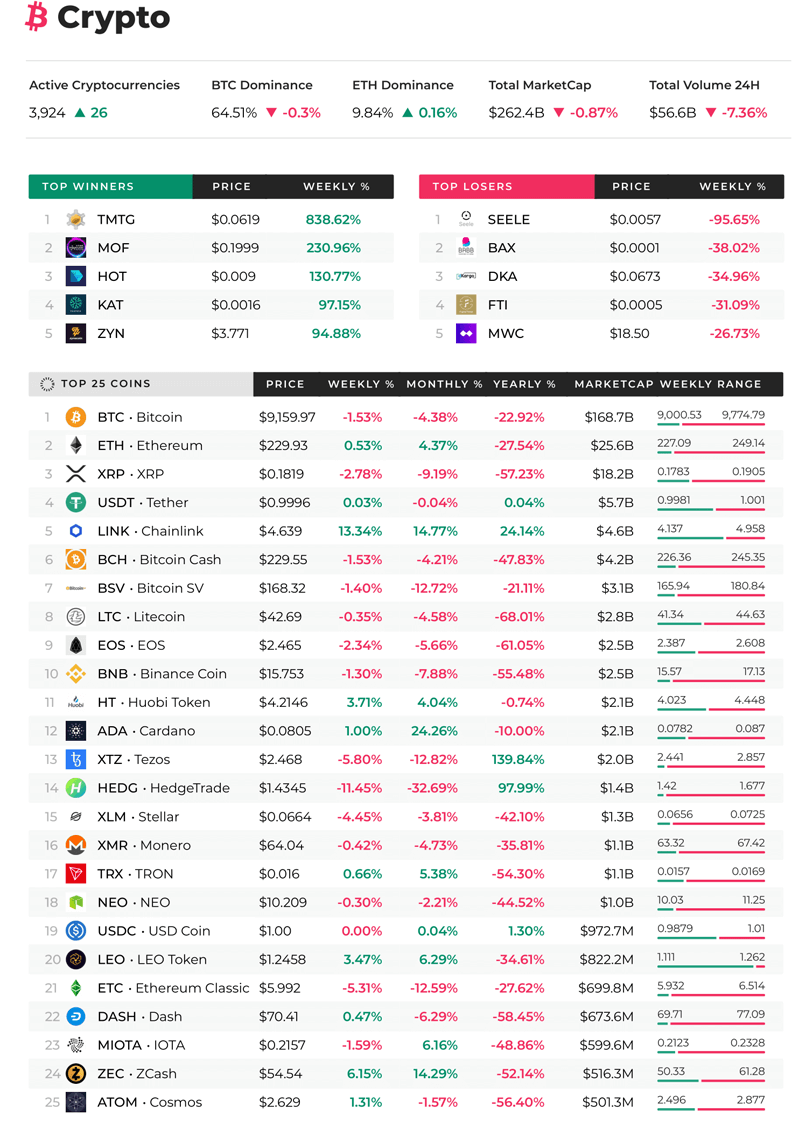 Crypto
Active Cryptocurrencies BTC Dominance ETH Dominance Total MarketCap Total Volume 24H
3,924 ▲ 26 64.51% ▼ -0.3% 9.84% ▲ 0.16% $262.4B ▼ -0.87% $56.6B ▼ -7.36%
TOP WINNERS PRICE WEEKLY %
1 TMTG $0.0619 838.62%
2 MOF $0.1999 230.96%
3 HOT $0.009 130.77%
4 KAT $0.0016 97.15%
5 ZYN $3.771 94.88%
TOP LOSERS PRICE WEEKLY %
1 Seele SEELE $0.0057 -95.65%
2 BAX $0.0001 -38.02%
3 DKA $0.0673 -34.96%
4 FTI $0.0005 -31.09%
5 MWC $18.50 -26.73%
TOP 25 COINS PRICE WEEKLY % MONTHLY % YEARLY % MARKETCAP WEEKLY RANGE
1 BTC · Bitcoin $9,159.97 -1.53% -4.38% -22.92% $168.7B 9,000.53 9,774.79
2 ETH · Ethereum $229.93 0.53% 4.37% -27.54% $25.6B 227.09 249.14
3 XRP · XRP $0.1819 -2.78% -9.19% -57.23% $18.2B 0.1783 0.1905
4 USDT · Tether $0.9996 0.03% -0.04% 0.04% $5.7B 0.9981 1.001
5 LINK · Chainlink $4.639 13.34% 14.77% 24.14% $4.6B 4.137 4.958
6 BCH · Bitcoin Cash $229.55 -1.53% -4.21% -47.83% $4.2B 226.36 245.35
7 BSV · Bitcoin SV $168.32 -1.40% -12.72% -21.11% $3.1B 165.94 180.84
8 LTC · Litecoin $42.69 -0.35% -4.58% -68.01% $2.8B 41.34 44.63
9 EOS · EOS $2.465 -2.34% -5.66% -61.05% $2.5B 2.387 2.608
10 BNB · Binance Coin $15.753 -1.30% -7.88% -55.48% $2.5B 15.57 17.13
11 Huobi HT · Huobi Token $4.2146 3.71% 4.04% -0.74% $2.1B 4.023 4.448
12 ADA · Cardano $0.0805 1.00% 24.26% -10.00% $2.1B 0.0782 0.087
13 XTZ · Tezos $2.468 -5.80% -12.82% 139.84% $2.0B 2.441 2.857
14 HEDG · HedgeTrade $1.4345 -11.45% -32.69% 97.99% $1.4B 1.42 1.677
15 XLM · Stellar $0.0664 -4.45% -3.81% -42.10% $1.3B 0.0656 0.0725
16 XMR · Monero $64.04 -0.42% -4.73% -35.81% $1.1B 63.32 67.42
17 TRX · TRON $0.016 0.66% 5.38% -54.30% $1.1B 0.0157 0.0169
18 NEO · NEO $10.209 -0.30% -2.21% -44.52% $1.0B 10.03 11.25
19 USDC · USD Coin $1.00 0.00% 0.04% 1.30% $972.7M 0.9879 1.01
20 LEO · LEO Token $1.2458 3.47% 6.29% -34.61% $822.2M 1.111 1.262
21 ETC · Ethereum Classic $5.992 -5.31% -12.59% -27.62% $699.8M 5.932 6.514
22 DASH · Dash $70.41 0.47% -6.29% -58.45% $673.6M 69.71 77.09
23 MIOTA · IOTA $0.2157 -1.59% 6.16% -48.86% $599.6M 0.2123 0.2328
24 ZEC · ZCash $54.54 6.15% 14.29% -52.14% $516.3M 50.33 61.28
25 ATOM · Cosmos $2.629 1.31% -1.57% -56.40% $501.3M 2.496 2.877